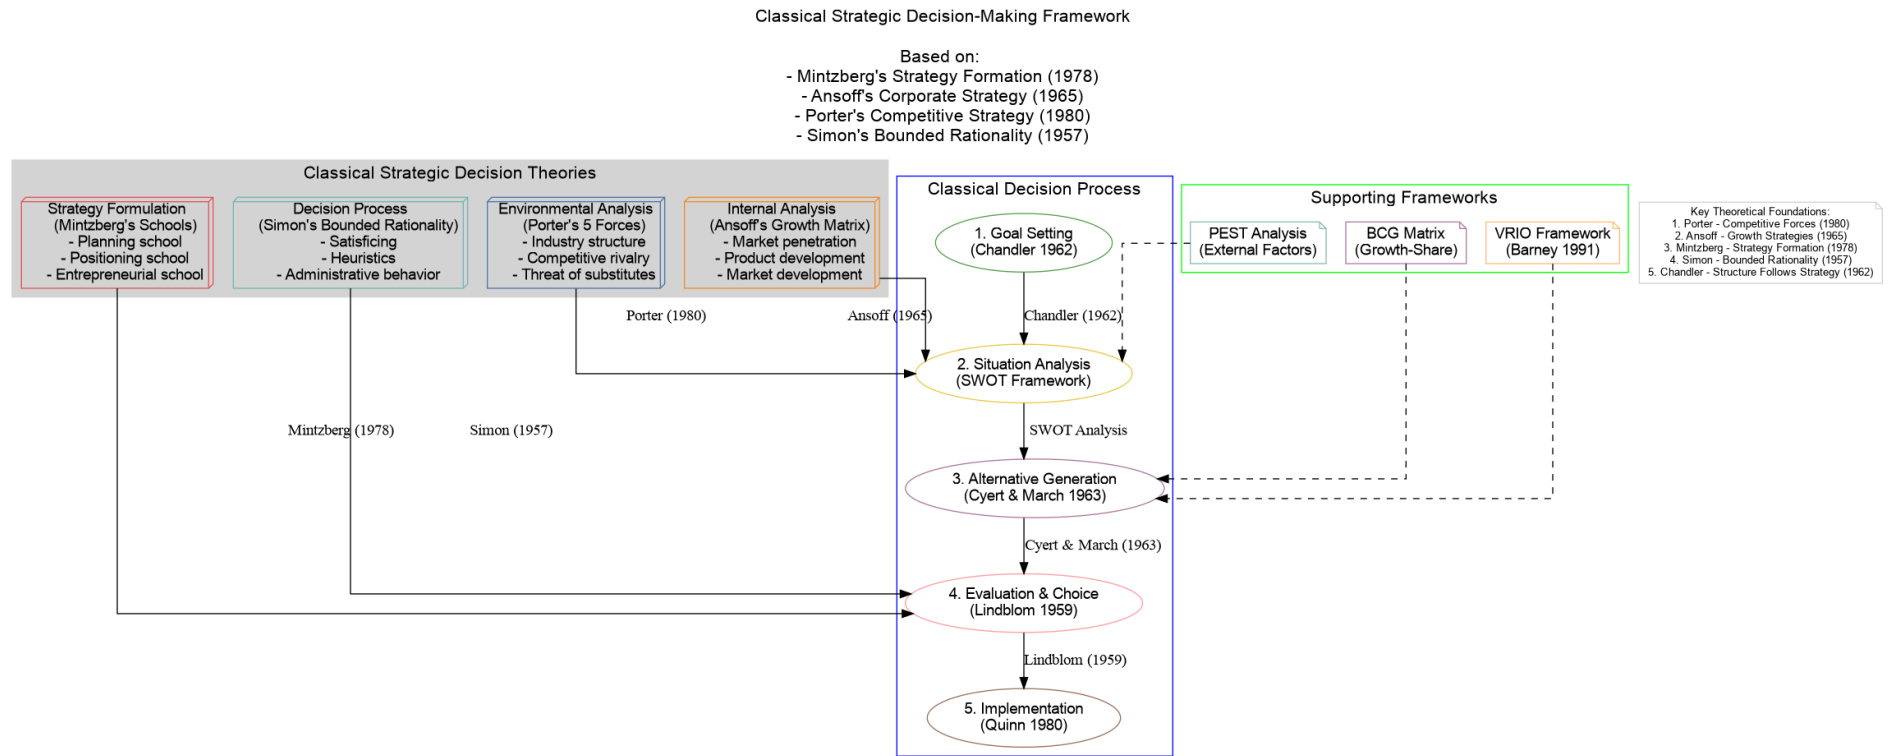 Classical Strategic Decision-Making Framework
Based on:
- Mintzberg's Strategy Formation (1978)
- Ansoff's Corporate Strategy (1965)
- Porter's Competitive Strategy (1980)
- Simon's Bounded Rationality (1957)
Classical Strategic Decision Theories
Strategy Formulation
(Mintzberg's Schools)
- Planning school
- Positioning school
- Entrepreneurial school
Decision Process
(Simon's Bounded Rationality)
- Satisficing
- Heuristics
- Administrative behavior
Environmental Analysis
(Porter's 5 Forces)
- Industry structure
- Competitive rivalry
- Threat of substitutes
Internal Analysis
(Ansoff's Growth Matrix)
- Market penetration
- Product development
- Market development
Classical Decision Process
1. Goal Setting
(Chandler 1962)
Chandler (1962)
2. Situation Analysis
(SWOT Framework)
SWOT Analysis
3. Alternative Generation
(Cyert & March 1963)
Cyert & March (1963)
4. Evaluation & Choice
(Lindblom 1959)
Lindblom (1959)
5. Implementation
(Quinn 1980)
Porter (1980)
Ansoff (1965)
Mintzberg (1978)
Simon (1957)
Supporting Frameworks
PEST Analysis
(External Factors)
BCG Matrix
(Growth-Share)
VRIO Framework
(Barney 1991)
Key Theoretical Foundations:
1. Porter - Competitive Forces (1980)
2. Ansoff - Growth Strategies (1965)
3. Mintzberg - Strategy Formation (1978)
4. Simon - Bounded Rationality (1957)
5. Chandler - Structure Follows Strategy (1962)